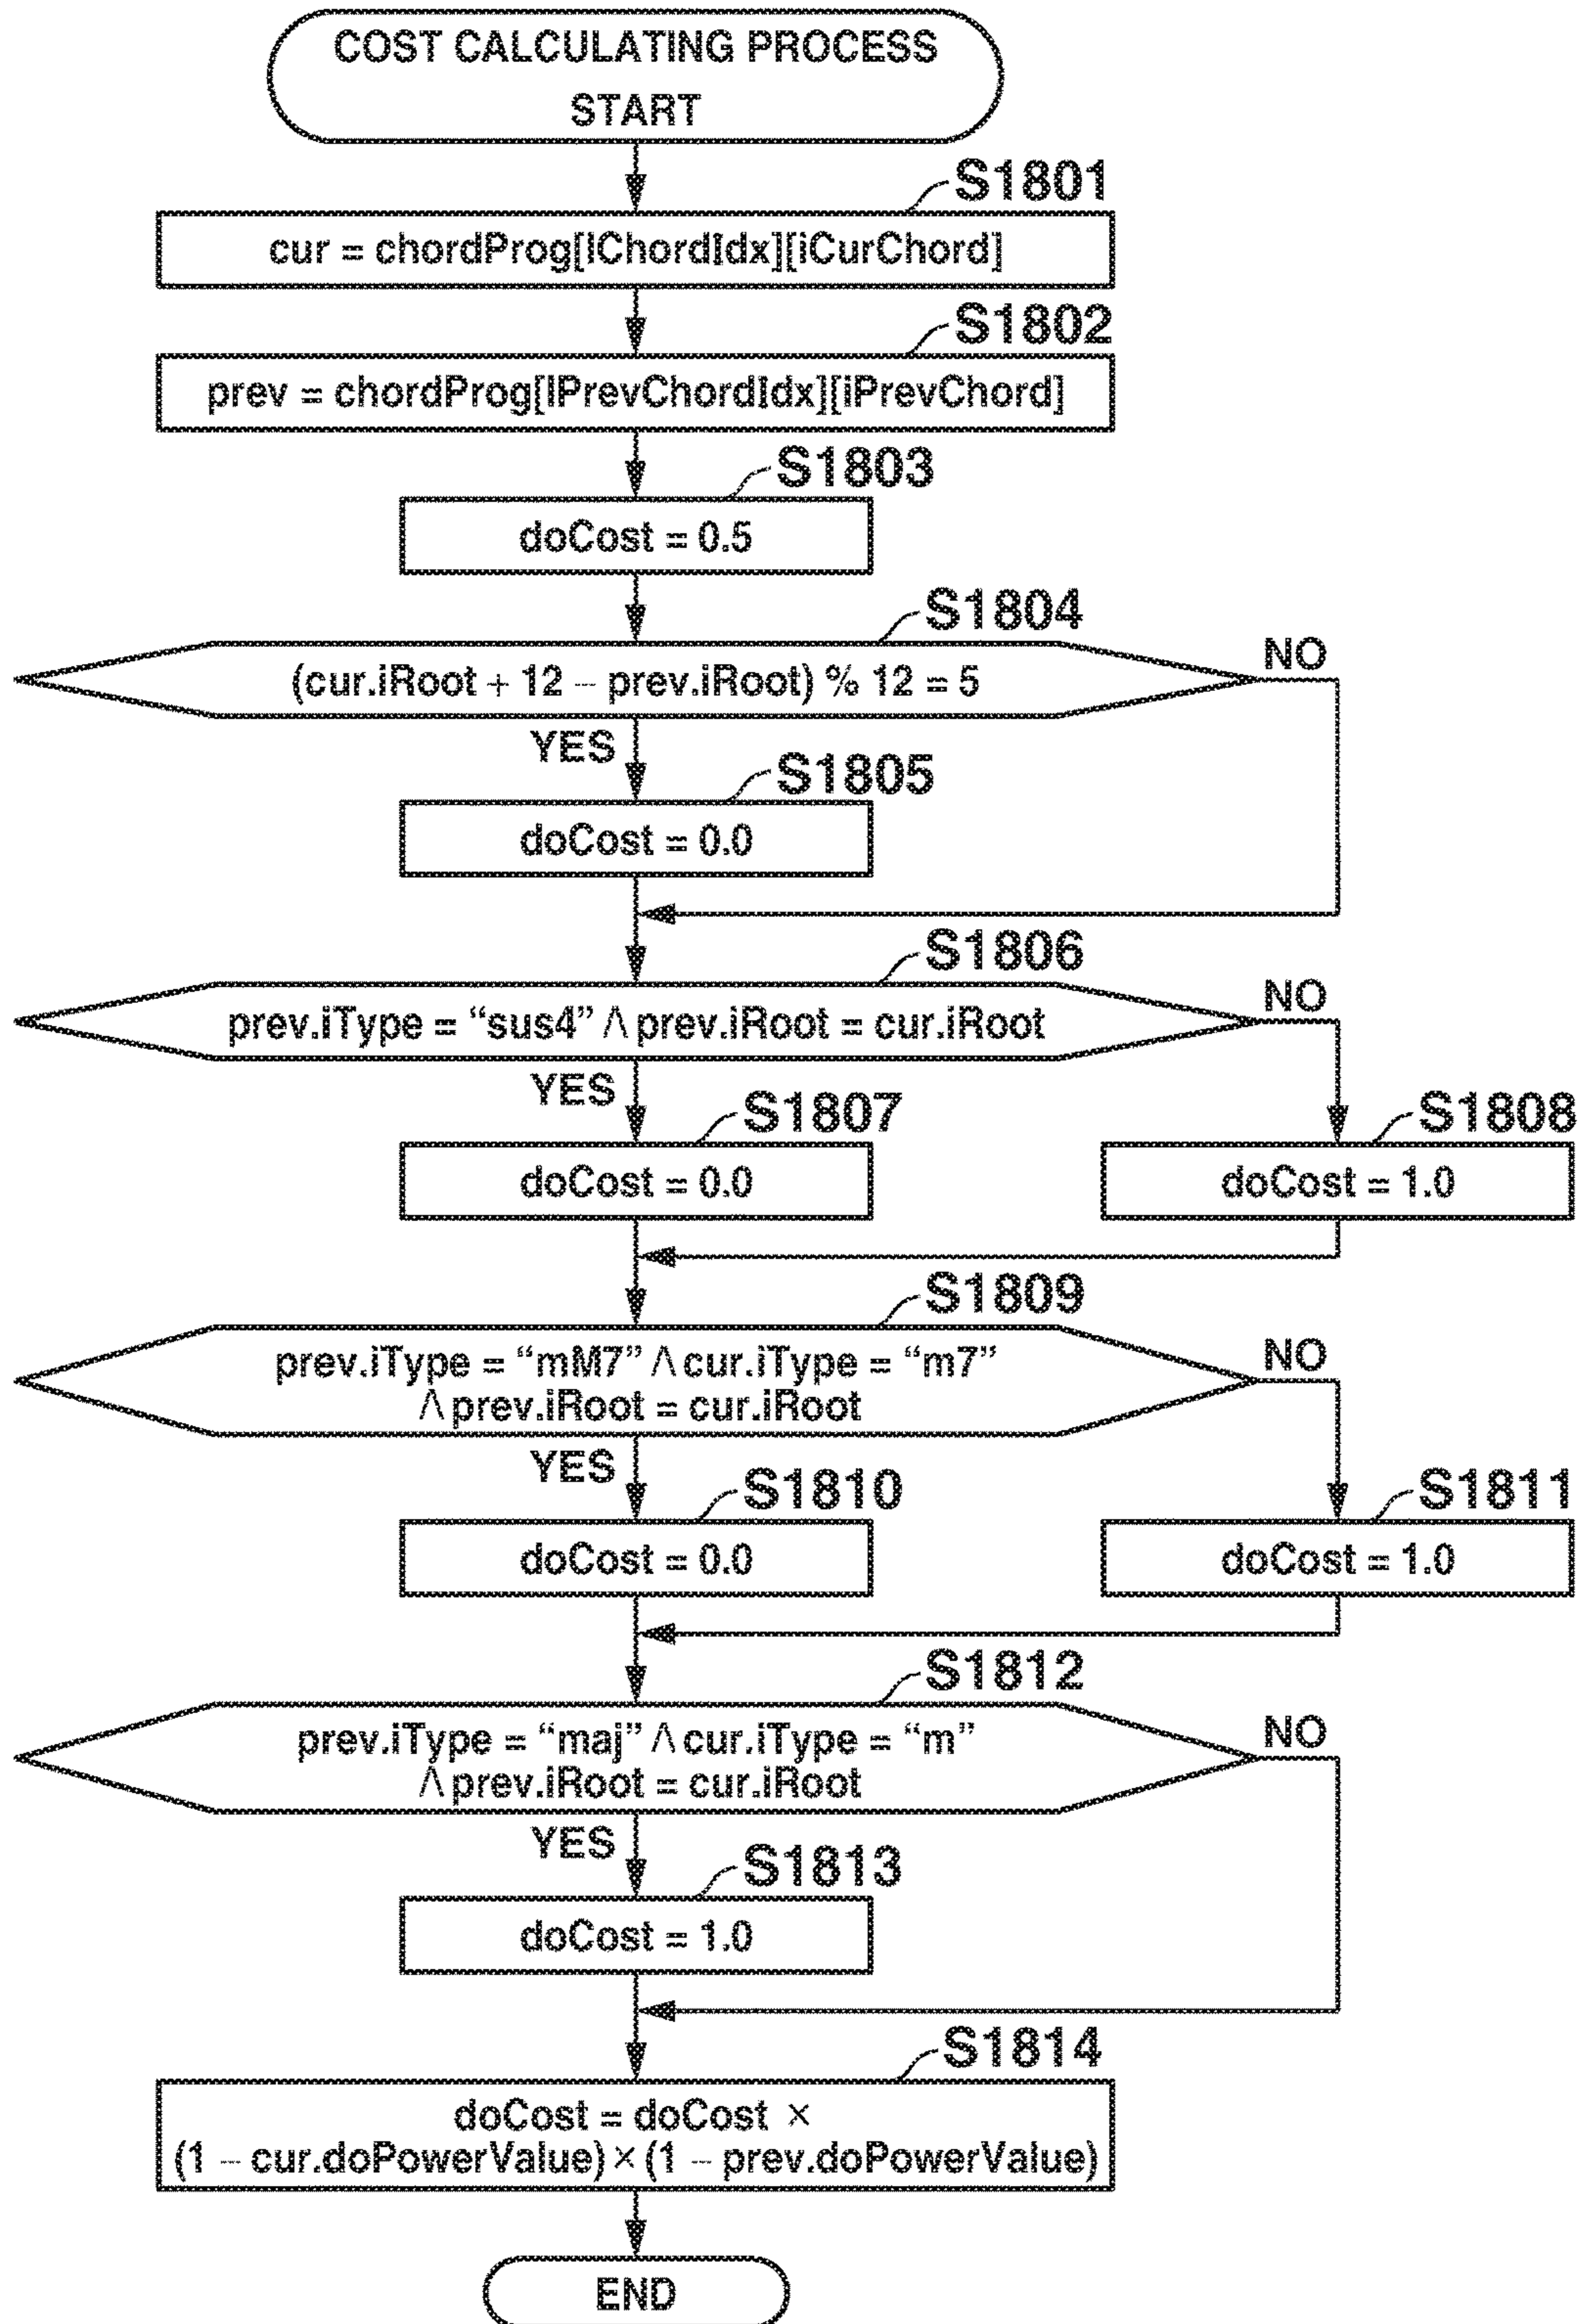 COST CALCULATING PROCESS
START
S1801
cur = chordProg[lChordIdx][iCurChord]
S1802
prev = chordProg[lPrevChordIdx][iPrevChord]
S1803
doCost = 0.5
S1804
(cur.iRoot + 12 − prev.iRoot) % 12 = 5
NO
YES
S1805
doCost = 0.0
S1806
prev.iType = “sus4” ∧ prev.iRoot = cur.iRoot
NO
YES
S1807
doCost = 0.0
S1808
doCost = 1.0
S1809
prev.iType = “mM7” ∧ cur.iType = “m7”
∧ prev.iRoot = cur.iRoot
NO
YES
S1810
doCost = 0.0
S1811
doCost = 1.0
S1812
prev.iType = “maj” ∧ cur.iType = “m”
∧ prev.iRoot = cur.iRoot
NO
YES
S1813
doCost = 1.0
S1814
doCost = doCost ×
(1 − cur.doPowerValue) × (1 − prev.doPowerValue)
END